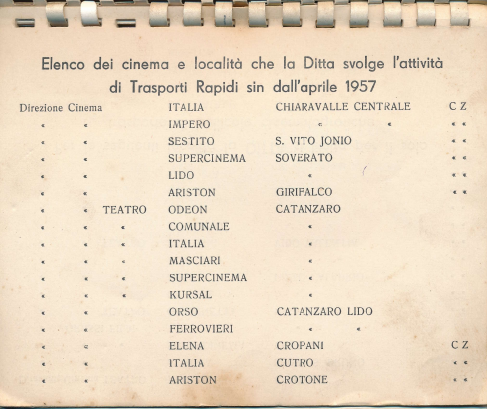 Elenco dei cinema e località che la Ditta svolge l'attività
di Trasporti Rapidi sin dall'aprile 1957
Direzione Cinema ITALIA CHIARAVALLE CENTRALE C Z
« « IMPERO « « « «
« « SESTITO S. VITO JONIO « «
« « SUPERCINEMA SOVERATO « «
« « LIDO « « «
« « ARISTON GIRIFALCO « «
« « TEATRO ODEON CATANZARO
« « « COMUNALE «
« « « ITALIA «
« « « MASCIARI «
« « « SUPERCINEMA «
« « « KURSAL «
« « ORSO CATANZARO LIDO
« « FERROVIERI « «
« « ELENA CROPANI C Z
« « ITALIA CUTRO « «
« « ARISTON CROTONE « «